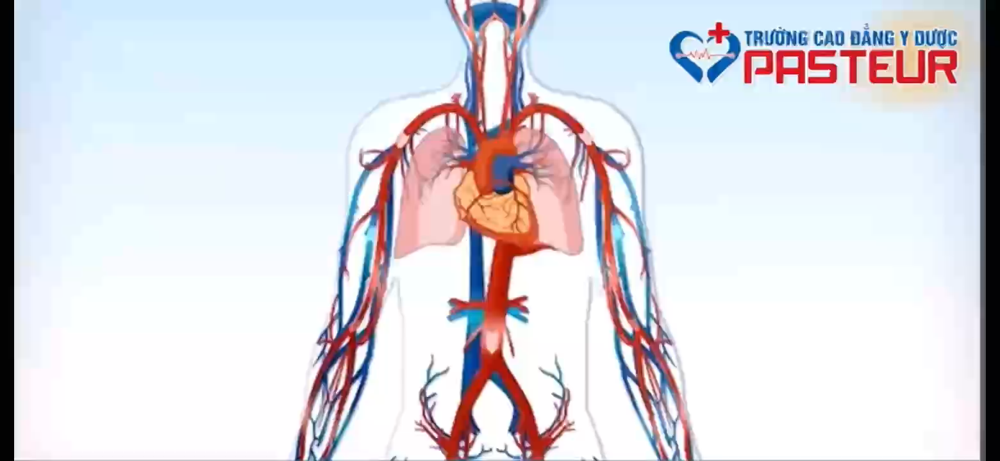 TRƯỜNG CAO ĐẲNG Y DƯỢC
PASTEUR